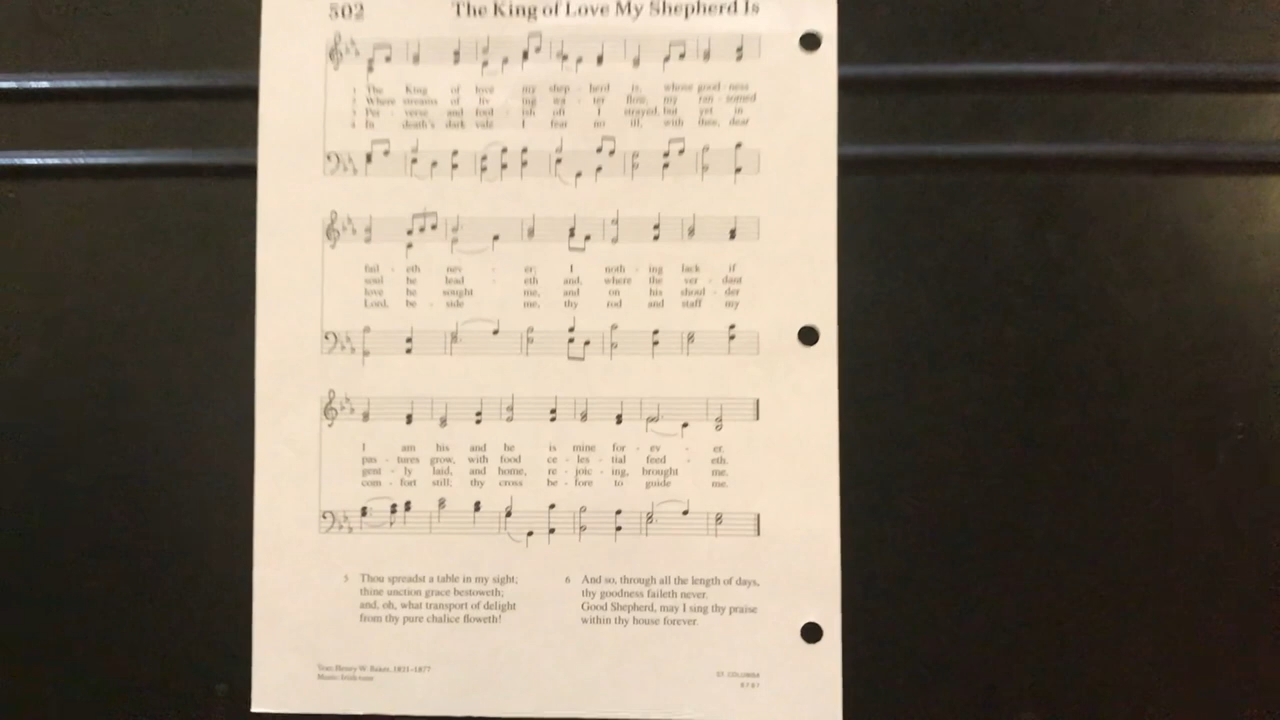 502 The King of Love My Shepherd Is
1 The King of love my shep - herd is, whose good - ness
2 Where streams of liv - ing wa - ter flow, my ran - somed
3 Per - verse and fool - ish oft I strayed, but yet in
4 In death's dark vale I fear no ill, with thee, dear
fail - eth nev - er; I noth - ing lack if
soul he lead - eth and, where the ver - dant
love he sought me, and on his shoul - der
Lord, be - side me, thy rod and staff my
I am his and he is mine for - ev - er.
pas - tures grow, with food ce - les - tial feed - eth.
gent - ly laid, and home, re - joic - ing, brought me.
com - fort still; thy cross be - fore to guide me.
5 Thou spreadst a table in my sight;
thine unction grace bestoweth;
and, oh, what transport of delight
from thy pure chalice floweth!
6 And so, through all the length of days,
thy goodness faileth never.
Good Shepherd, may I sing thy praise
within thy house forever.
Text: Henry W. Baker, 1821–1877
Music: Irish tune
ST. COLUMBA
8 7 8 7